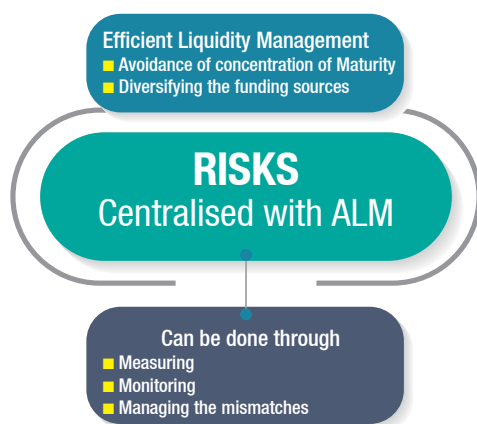 Efficient Liquidity Management
■ Avoidance of concentration of Maturity
■ Diversifying the funding sources
RISKS
Centralised with ALM
Can be done through
■ Measuring
■ Monitoring
■ Managing the mismatches